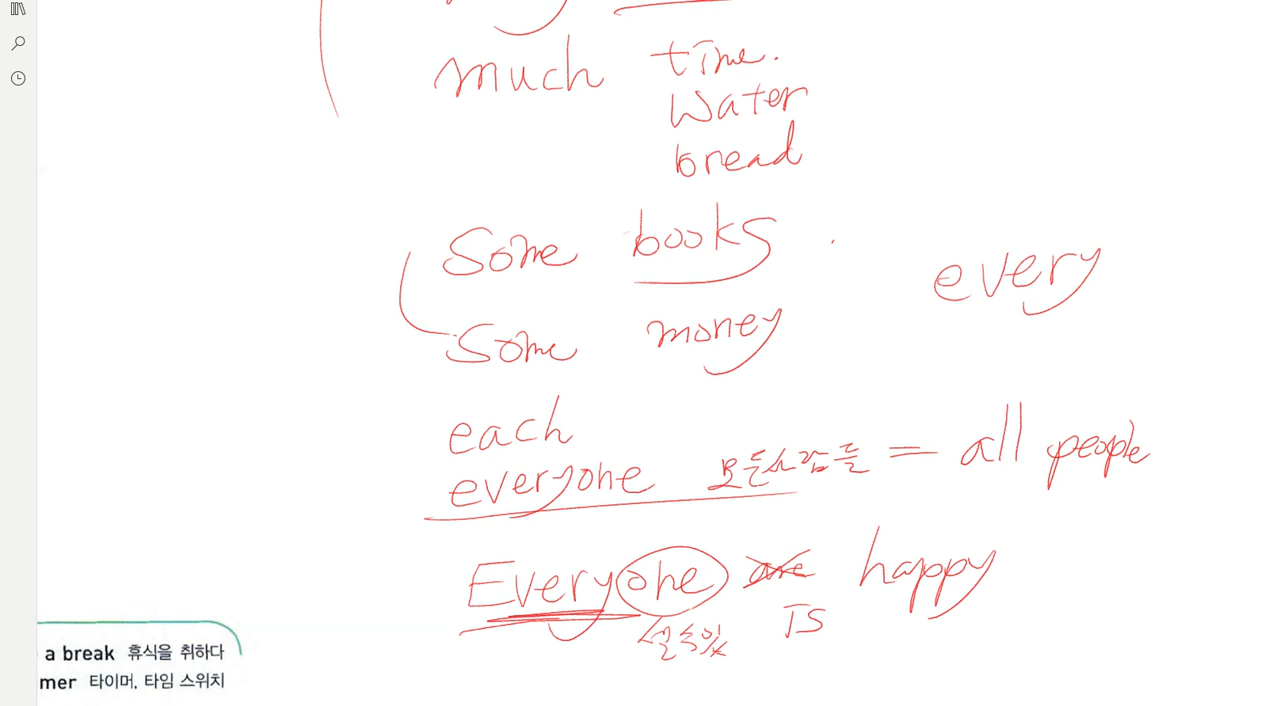 much time.
water
bread
Some books
every
Some money
each
everyone 모든사람들 = all people
Everyone are happy
is
a break 휴식을 취하다
mer 타이머, 타임 스위치